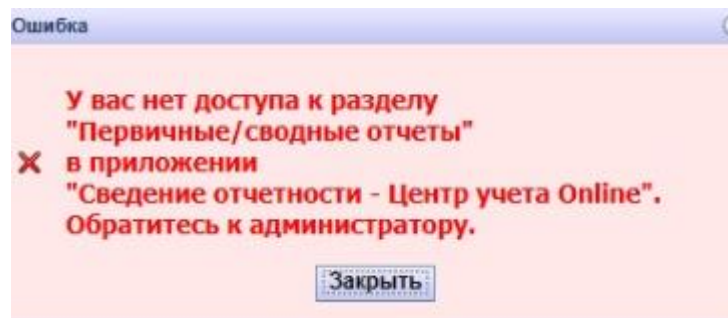 Ошибка
У вас нет доступа к разделу
"Первичные/сводные отчеты"
в приложении
"Сведение отчетности - Центр учета Online".
Обратитесь к администратору.
Закрыть